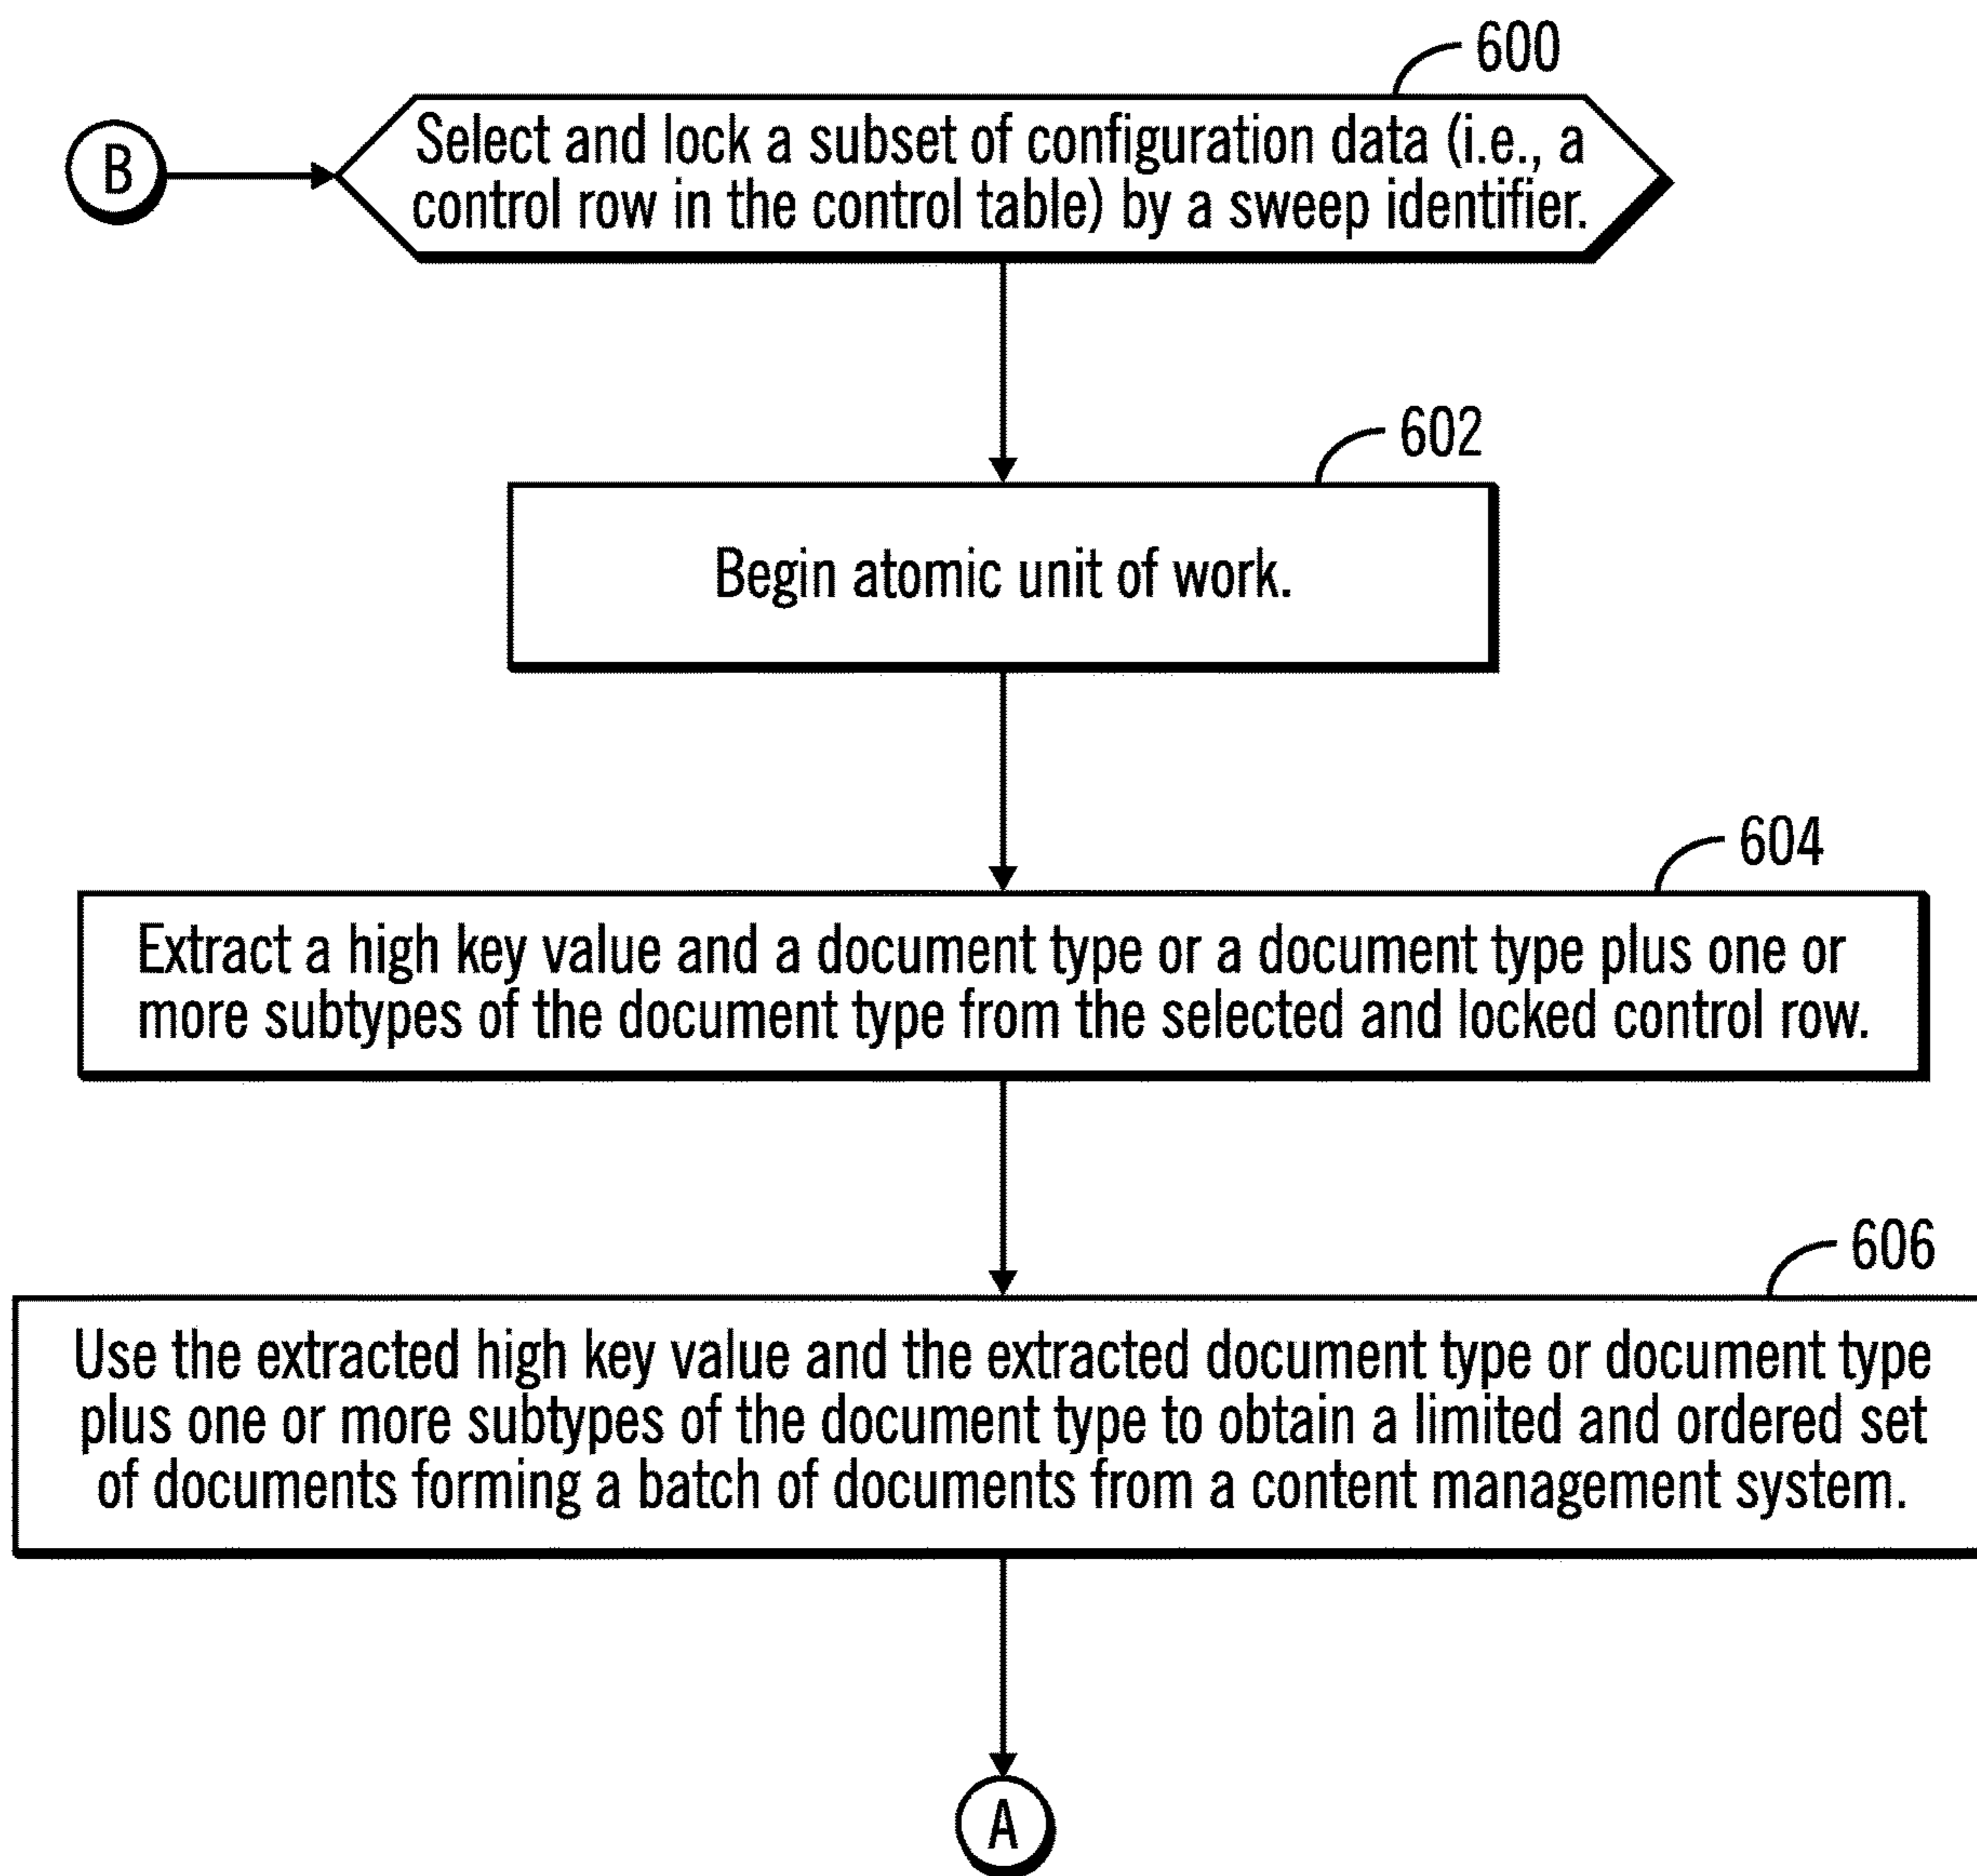 600
B
Select and lock a subset of configuration data (i.e., a
control row in the control table) by a sweep identifier.
602
Begin atomic unit of work.
604
Extract a high key value and a document type or a document type plus one or
more subtypes of the document type from the selected and locked control row.
606
Use the extracted high key value and the extracted document type or document type
plus one or more subtypes of the document type to obtain a limited and ordered set
of documents forming a batch of documents from a content management system.
A